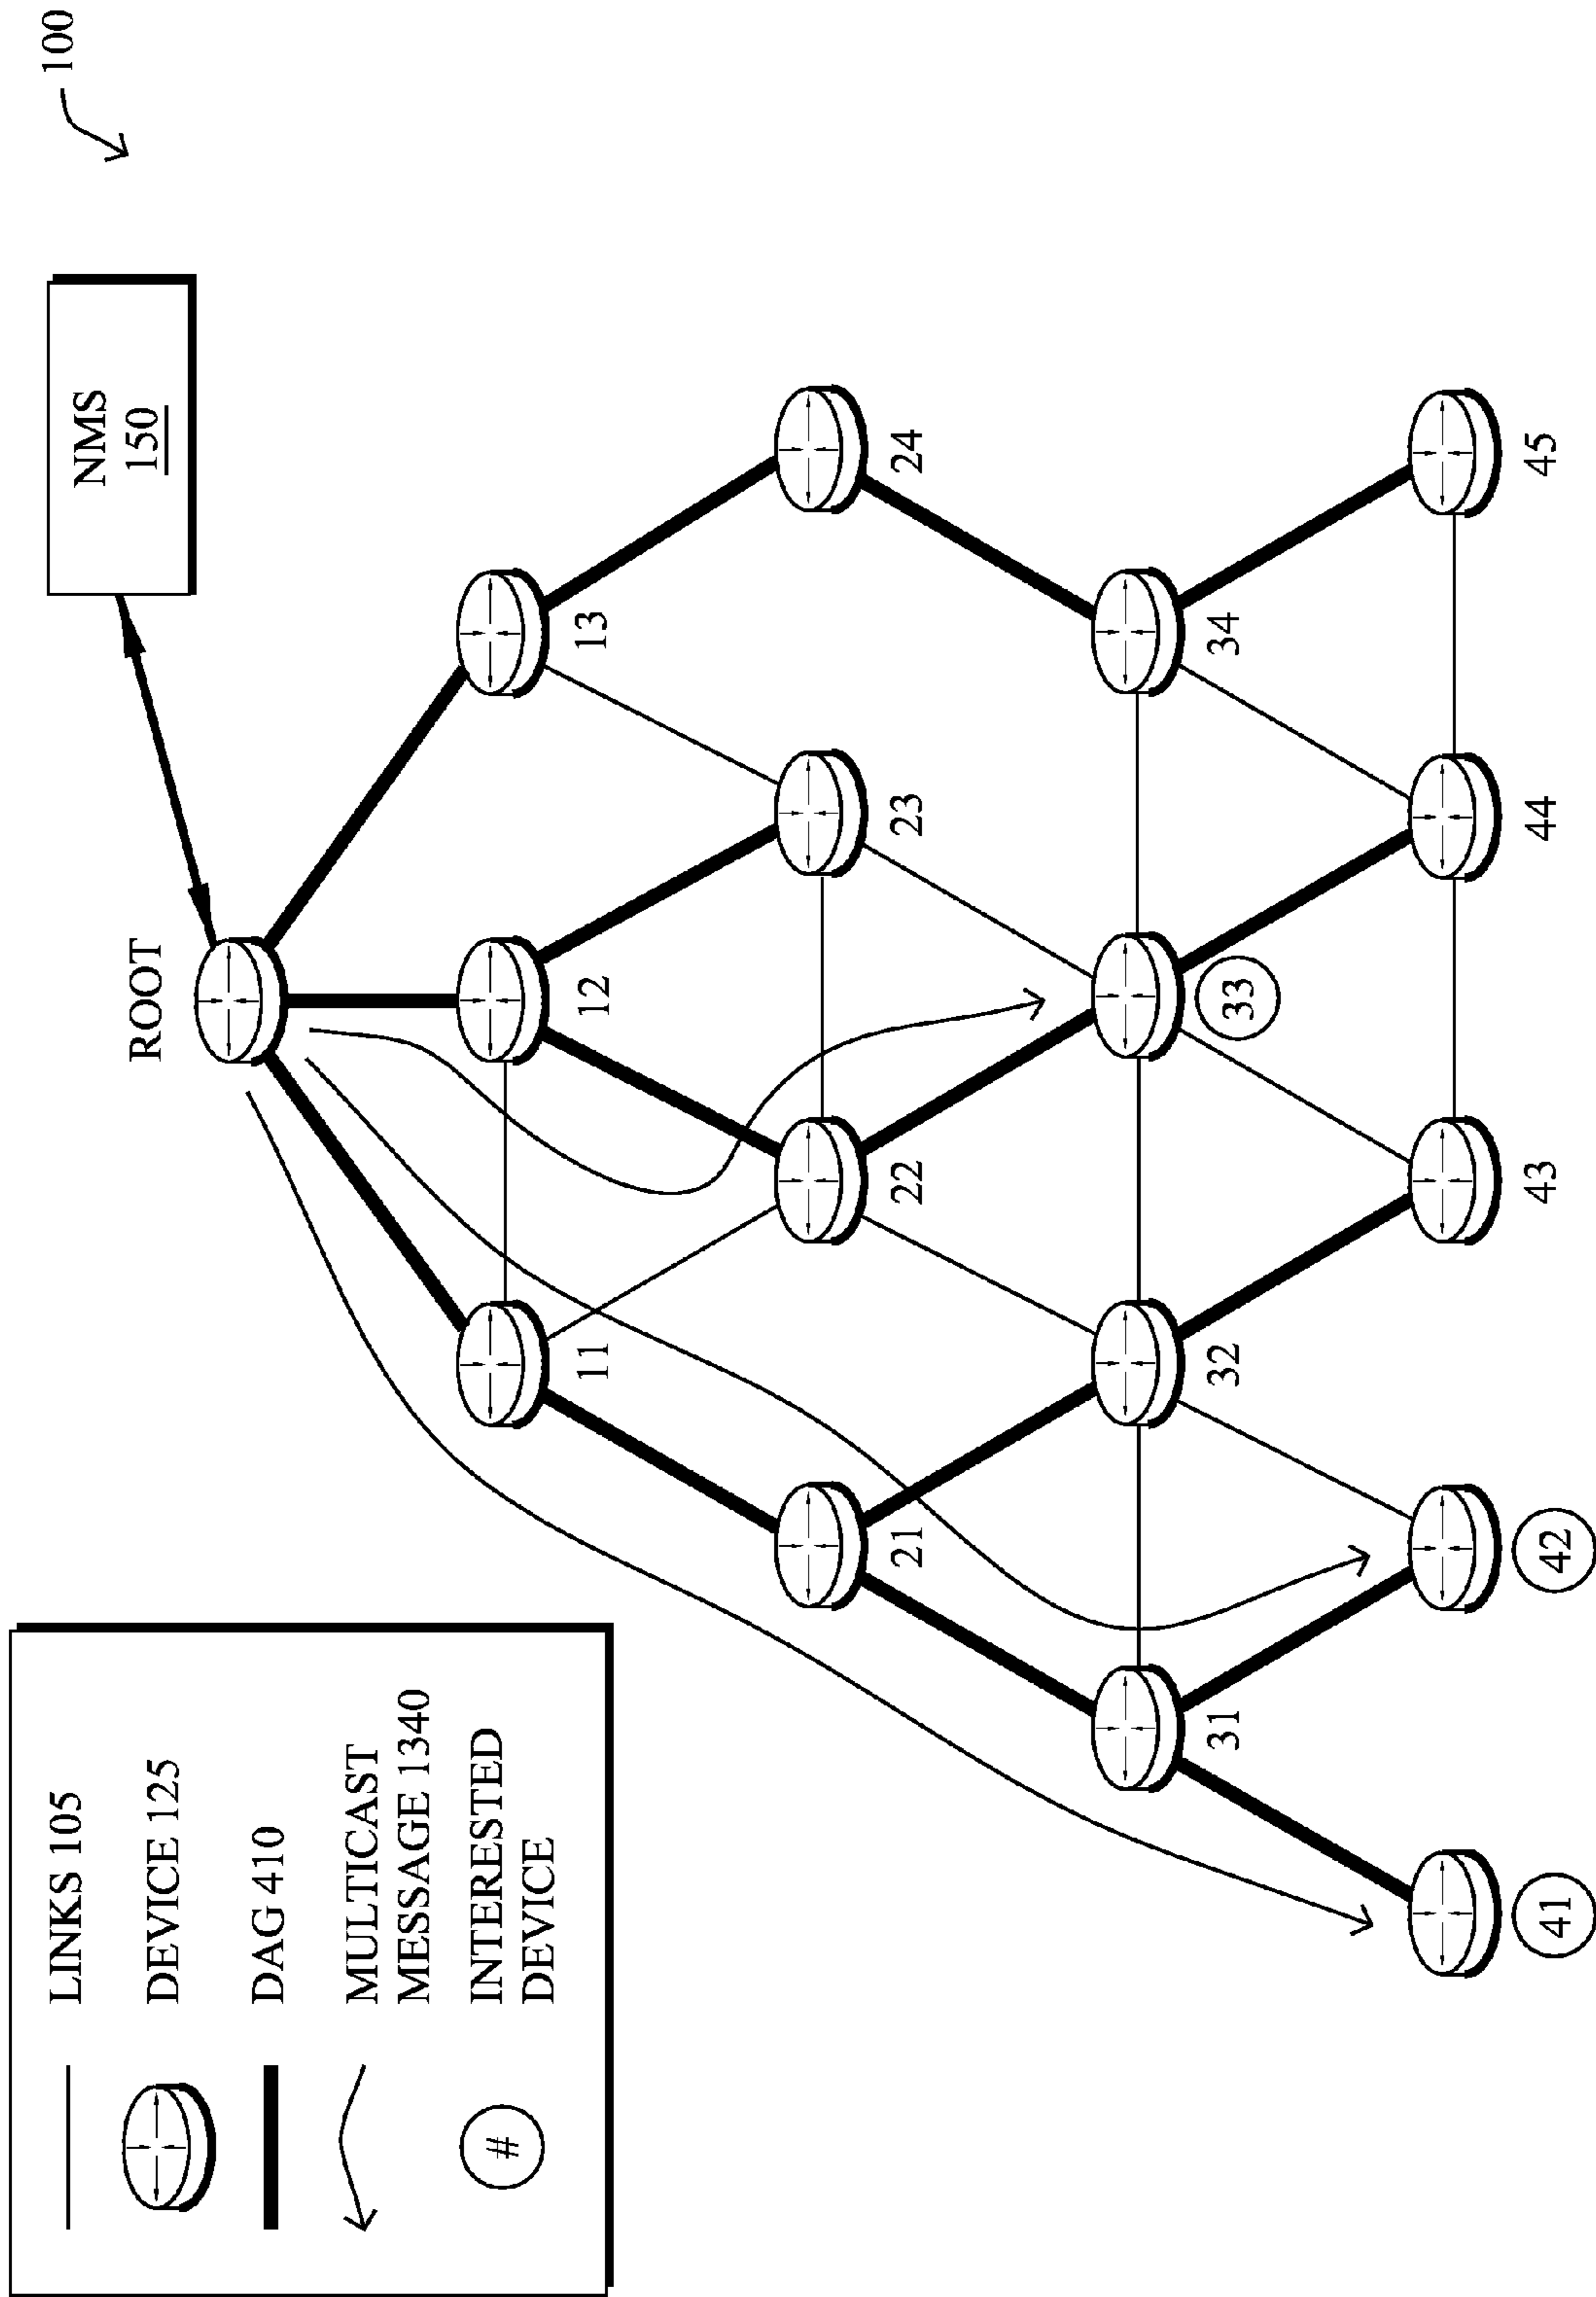 100
NMS
150
ROOT
11
12
13
21
22
23
24
31
32
33
34
41
42
43
44
45
LINKS 105
DEVICE 125
DAG 410
MULTICAST
MESSAGE 1340
#
INTERESTED
DEVICE